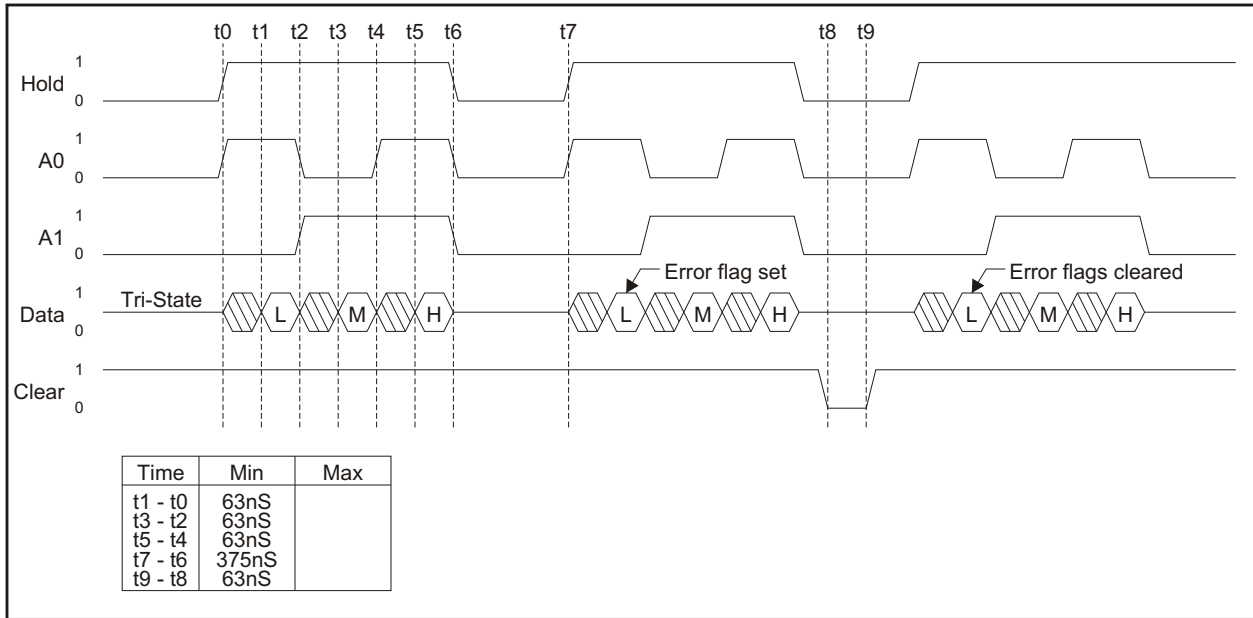 t0 t1 t2 t3 t4 t5 t6 t7 t8 t9
Hold 1 0
A0 1 0
A1 1 0
Error flag set
Error flags cleared
Data 1 0 Tri-State L M H L M H L M H
Clear 1 0
Time Min Max
t1 - t0 63nS
t3 - t2 63nS
t5 - t4 63nS
t7 - t6 375nS
t9 - t8 63nS